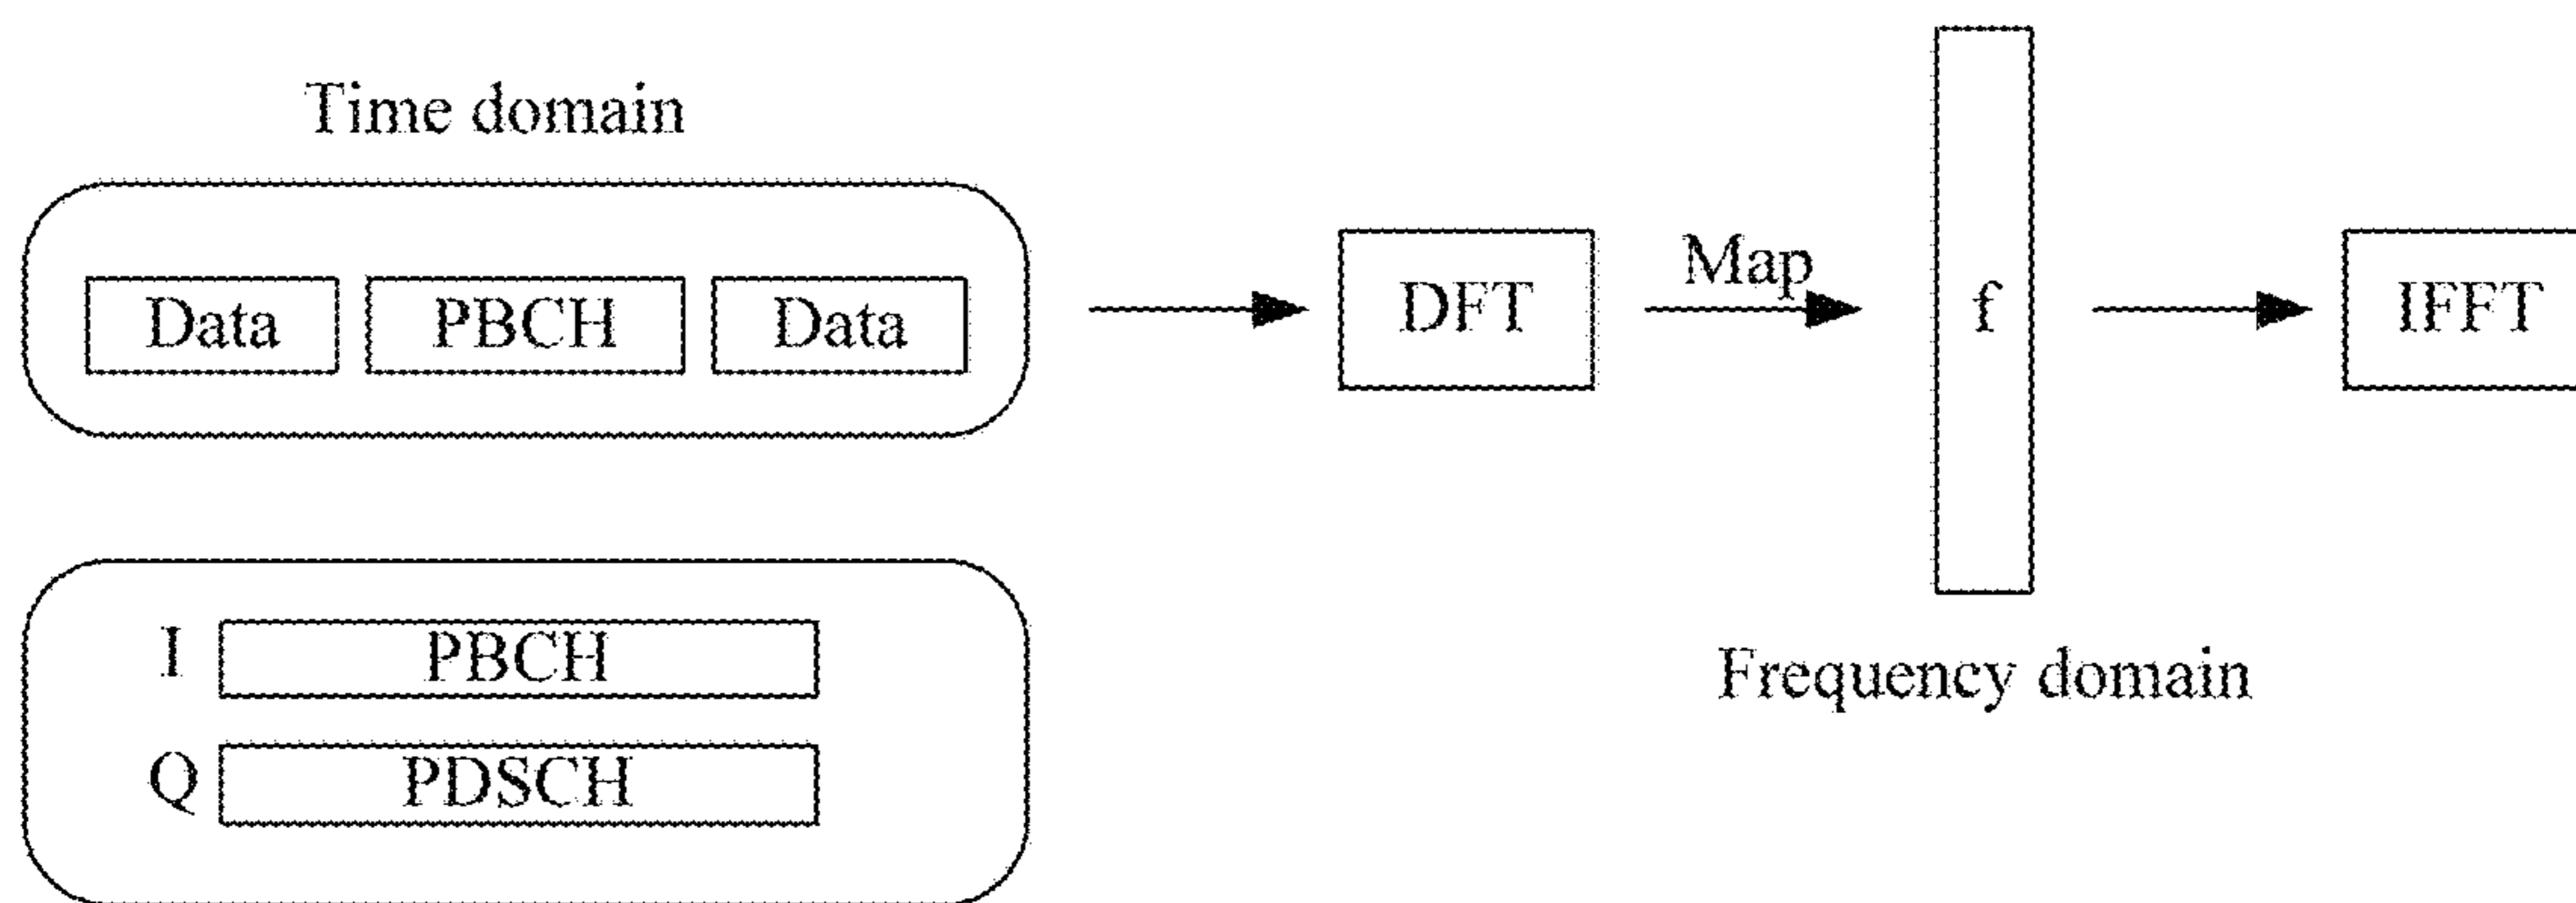 Time domain
Data PBCH Data
DFT
Map
f
IFFT
Frequency domain
I PBCH
Q PDSCH